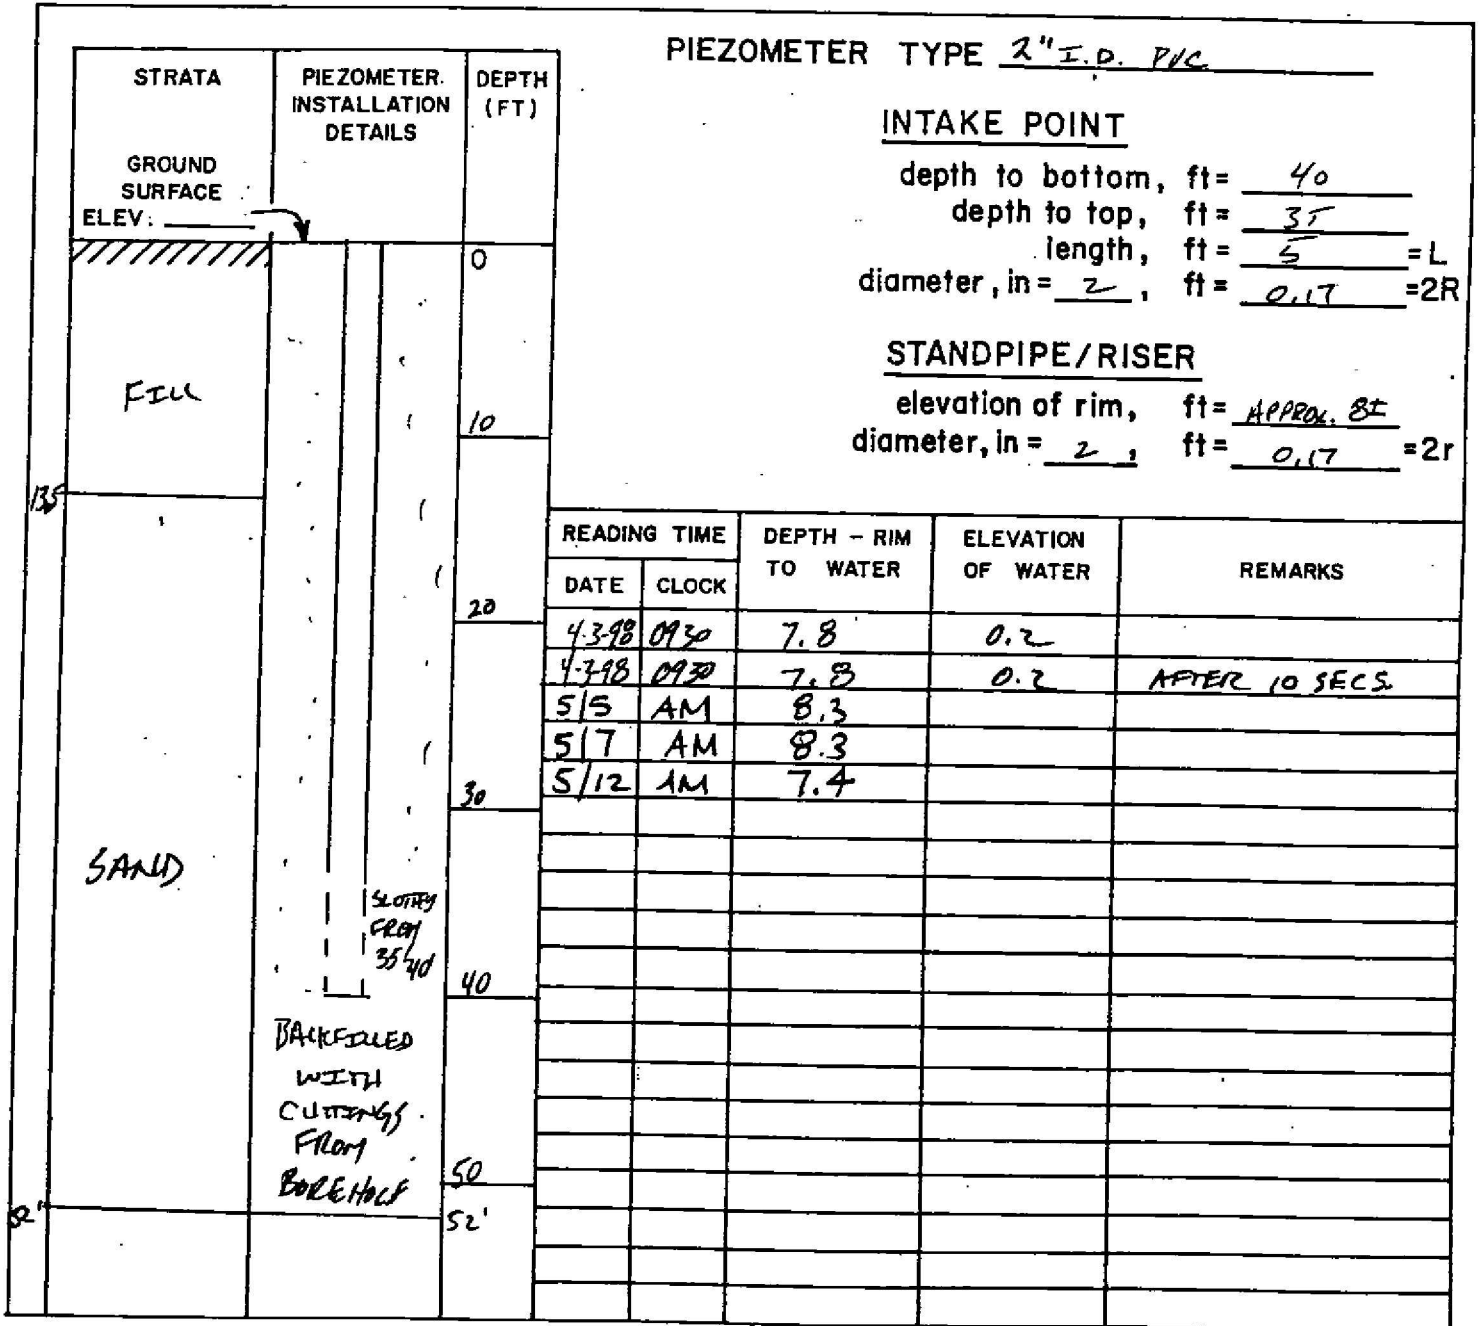 PIEZOMETER TYPE 2" I.D. PVC
STRATA
PIEZOMETER
INSTALLATION
DETAILS
DEPTH
(FT)
GROUND
SURFACE
ELEV.
INTAKE POINT
depth to bottom, ft= 40
depth to top, ft= 35
length, ft= 5 =L
diameter, in= 2, ft= 0.17 =2R
STANDPIPE/RISER
elevation of rim, ft= APPROX. 8±
diameter, in= 2, ft= 0.17 =2r
0
FILL
10
13.5
20
30
SAND
SLOTTED
FROM
35/40
40
BACKFILLED
WITH
CUTTINGS
FROM
BOREHOLE
50
52'
52'
READING TIME DEPTH - RIM TO WATER ELEVATION OF WATER REMARKS
DATE CLOCK
4-3-98 0930 7.8 0.2
4-3-98 0930 7.8 0.2 AFTER 10 SECS.
5/5 AM 8.3
5/7 AM 8.3
5/12 AM 7.4